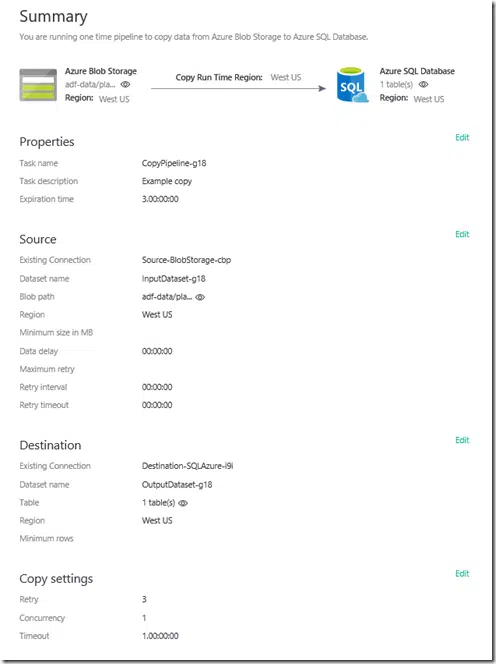 Summary
You are running one time pipeline to copy data from Azure Blob Storage to Azure SQL Database.
Azure Blob Storage
adf-data/pla...
Region: West US
Copy Run Time Region: West US
SQL
Azure SQL Database
1 table(s)
Region: West US
Properties Edit
Task name CopyPipeline-g18
Task description Example copy
Expiration time 3.00:00:00
Source Edit
Existing Connection Source-BlobStorage-cbp
Dataset name InputDataset-g18
Blob path adf-data/pla...
Region West US
Minimum size in MB
Data delay 00:00:00
Maximum retry
Retry interval 00:00:00
Retry timeout 00:00:00
Destination Edit
Existing Connection Destination-SQLAzure-i9i
Dataset name OutputDataset-g18
Table 1 table(s)
Region West US
Minimum rows
Copy settings Edit
Retry 3
Concurrency 1
Timeout 1.00:00:00